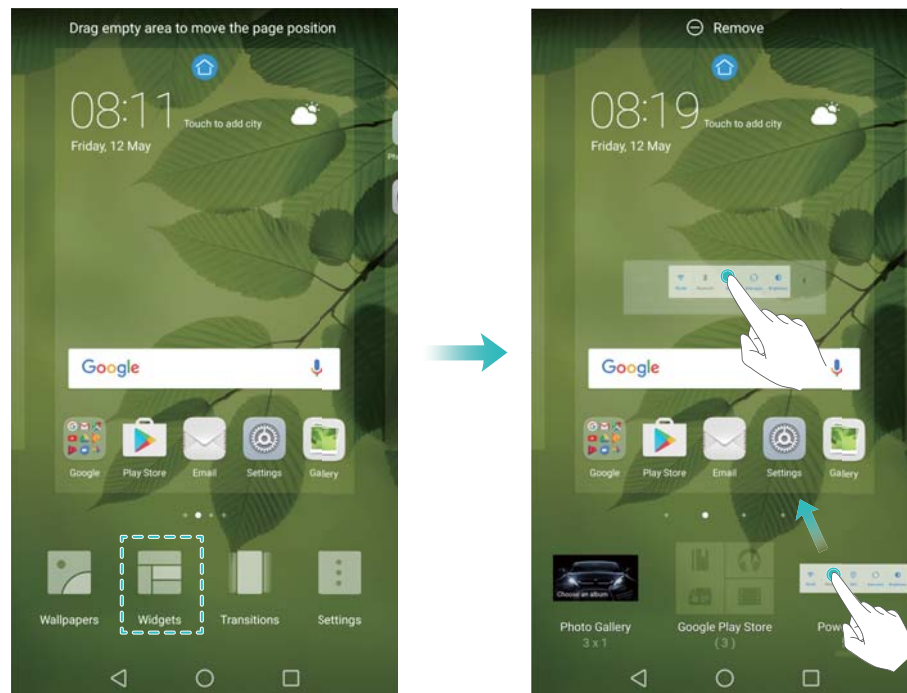 Drag empty area to move the page position
08:11
Touch to add city
Friday, 12 May
Google
Google
Play Store
Email
Settings
Gallery
Wallpapers
Widgets
Transitions
Settings
Remove
08:19
Touch to add city
Friday, 12 May
Google
Google
Play Store
Email
Settings
Gallery
Choose an album
Photo Gallery
3 x 1
Google Play Store
(3)